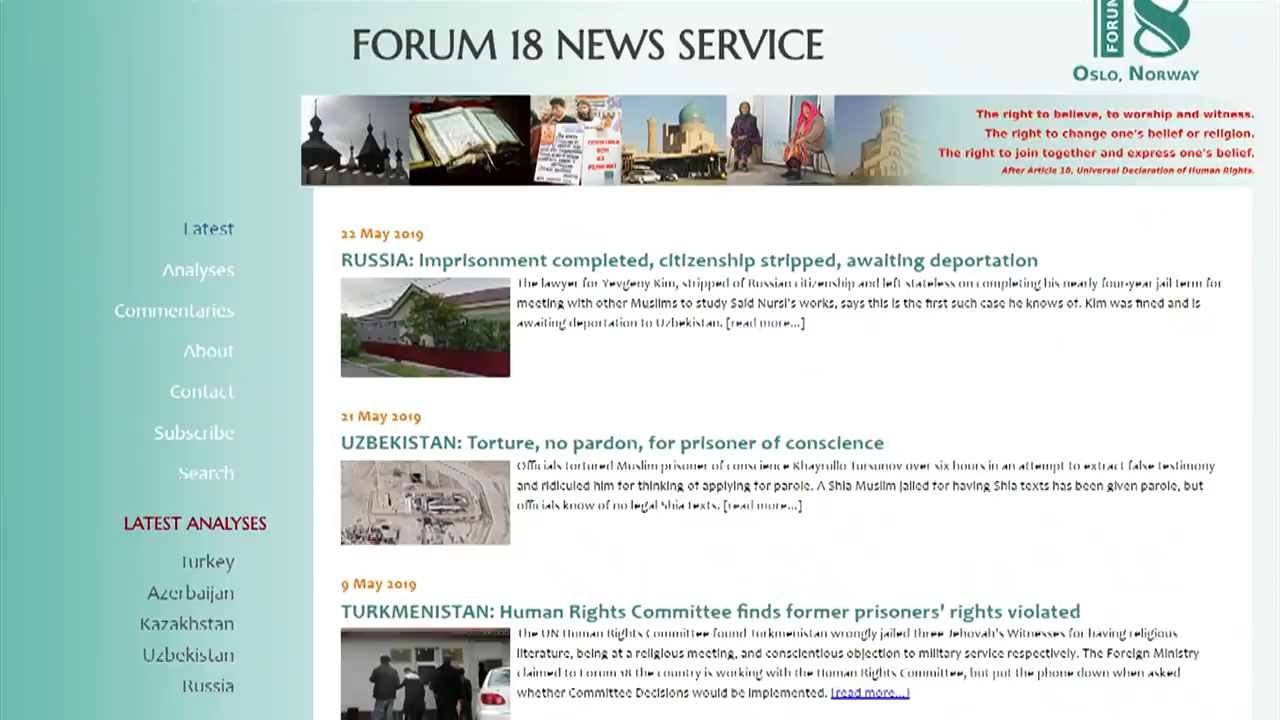 FORUM 18 NEWS SERVICE
FORUM
18
OSLO, NORWAY
The right to believe, to worship and witness.
The right to change one's belief or religion.
The right to join together and express one's belief.
After Article 18, Universal Declaration of Human Rights.
Latest
Analyses
Commentaries
About
Contact
Subscribe
Search
LATEST ANALYSES
Turkey
Azerbaijan
Kazakhstan
Uzbekistan
Russia
22 May 2019
RUSSIA: Imprisonment completed, citizenship stripped, awaiting deportation
The lawyer for Yevgeny Kim, stripped of Russian citizenship and left stateless on completing his nearly four-year jail term for
meeting with other Muslims to study Said Nursi's works, says this is the first such case he knows of. Kim was fined and is
awaiting deportation to Uzbekistan. [read more...]
21 May 2019
UZBEKISTAN: Torture, no pardon, for prisoner of conscience
Officials tortured Muslim prisoner of conscience Khayrullo Tursunov over six hours in an attempt to extract false testimony
and ridiculed him for thinking of applying for parole. A Shia Muslim jailed for having Shia texts has been given parole, but
officials know of no legal Shia texts. [read more...]
9 May 2019
TURKMENISTAN: Human Rights Committee finds former prisoners' rights violated
The UN Human Rights Committee found Turkmenistan wrongly jailed three Jehovah's Witnesses for having religious
literature, being at a religious meeting, and conscientious objection to military service respectively. The Foreign Ministry
claimed to Forum 18 the country is working with the Human Rights Committee, but put the phone down when asked
whether Committee Decisions would be implemented. [read more...]